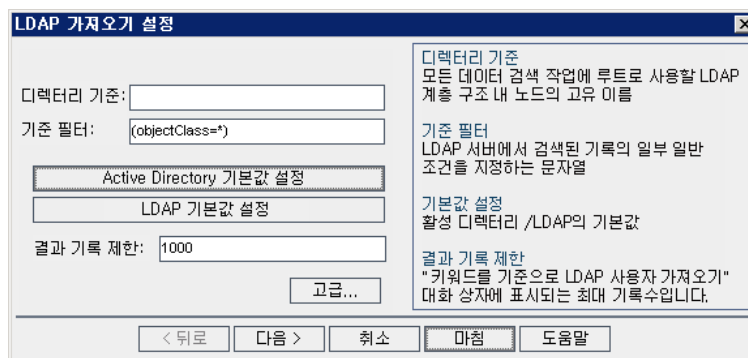 LDAP 가져오기 설정
디렉터리 기준:
기준 필터: (objectClass=*)
Active Directory 기본값 설정
LDAP 기본값 설정
결과 기록 제한: 1000
고급...
디렉터리 기준
모든 데이터 검색 작업에 루트로 사용할 LDAP
계층 구조 내 노드의 고유 이름
기준 필터
LDAP 서버에서 검색된 기록의 일부 일반
조건을 지정하는 문자열
기본값 설정
활성 디렉터리 /LDAP의 기본값
결과 기록 제한
"키워드를 기준으로 LDAP 사용자 가져오기"
대화 상자에 표시되는 최대 기록수입니다.
< 뒤로 다음 > 취소 마침 도움말